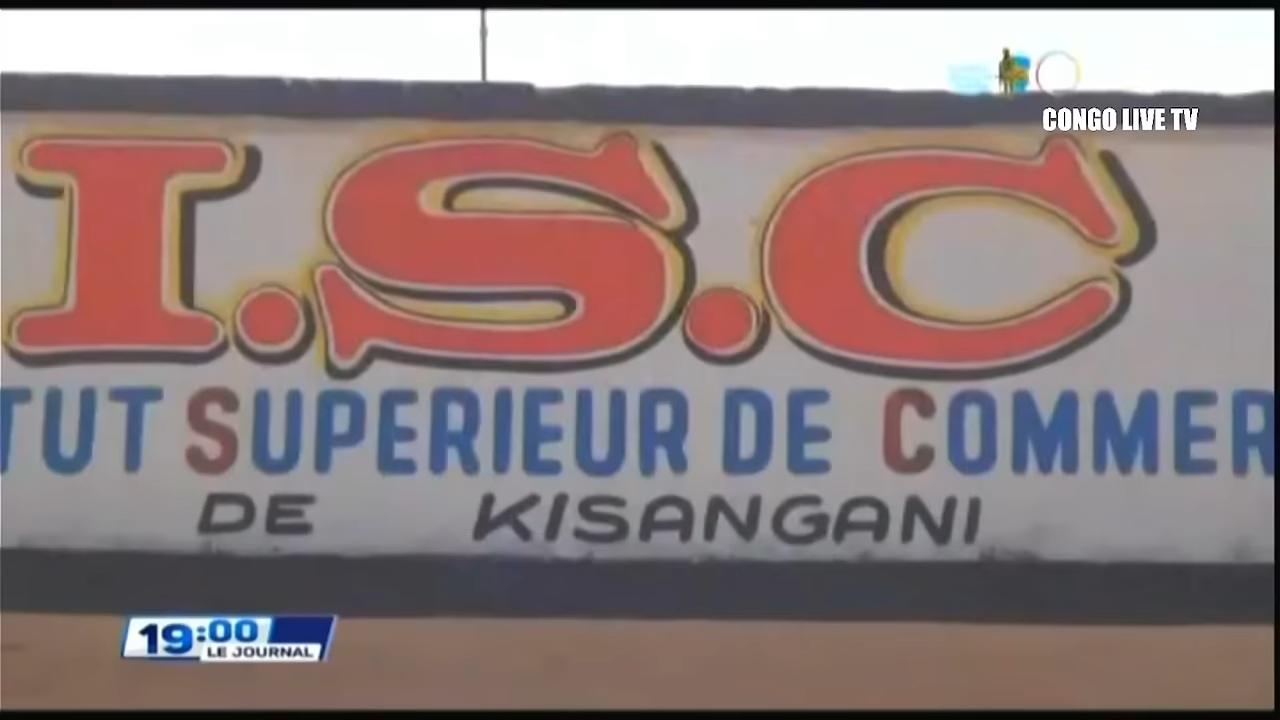 CONGO LIVE TV
I.S.C
TUT SUPERIEUR DE COMMER
DE KISANGANI
19:00
LE JOURNAL